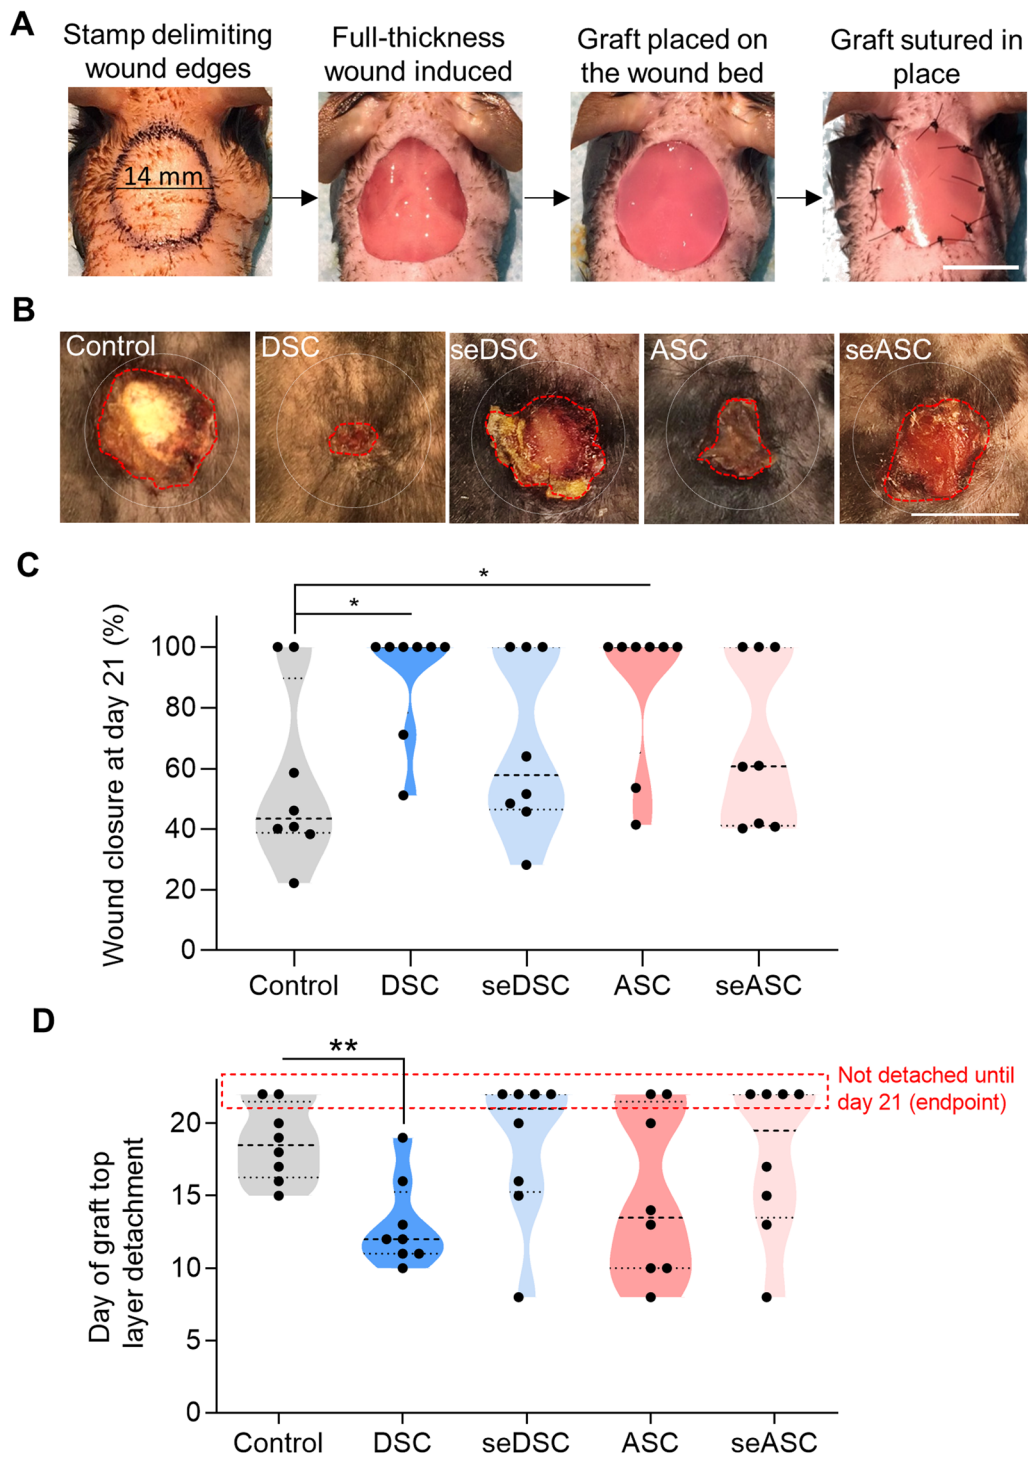 A
Stamp delimiting
wound edges
Full-thickness
wound induced
Graft placed on
the wound bed
Graft sutured in
place
14 mm
B
Control
DSC
seDSC
ASC
seASC
C
*
*
Wound closure at day 21 (%)
100
80
60
40
20
0
Control
DSC
seDSC
ASC
seASC
D
**
Not detached until
day 21 (endpoint)
Day of graft top
layer detachment
20
15
10
5
0
Control
DSC
seDSC
ASC
seASC